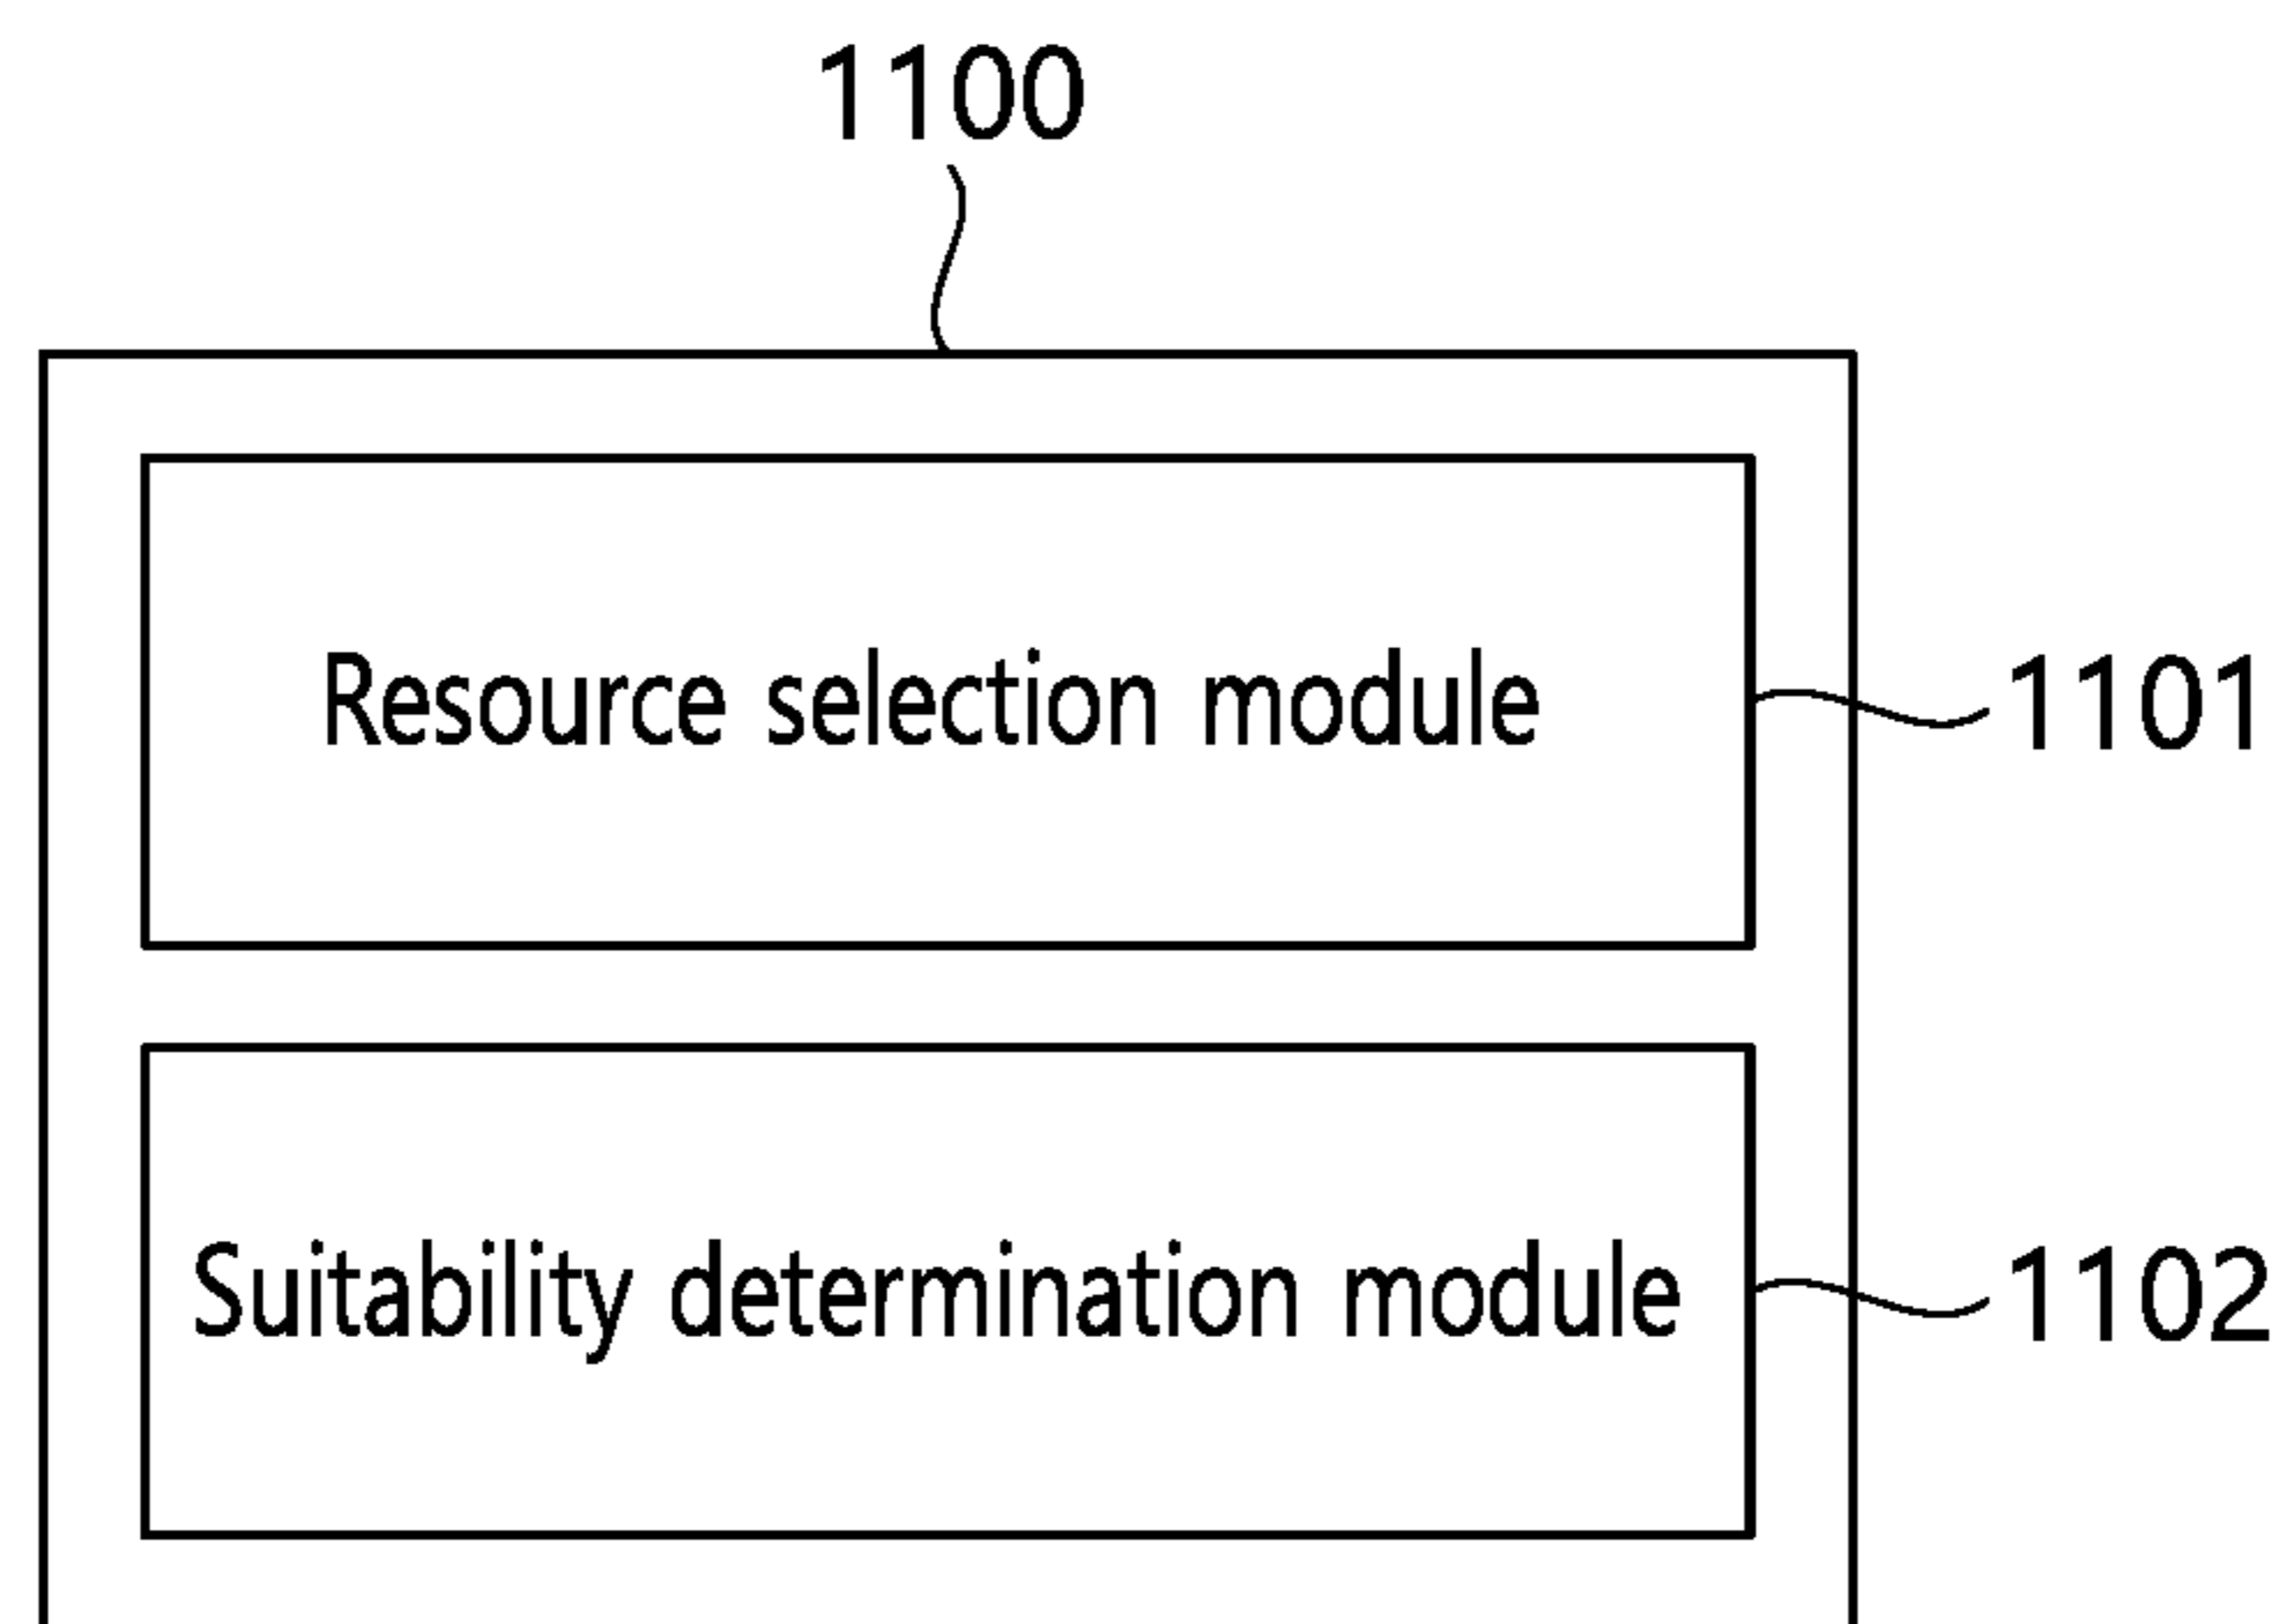 1100
Resource selection module
1101
Suitability determination module
1102